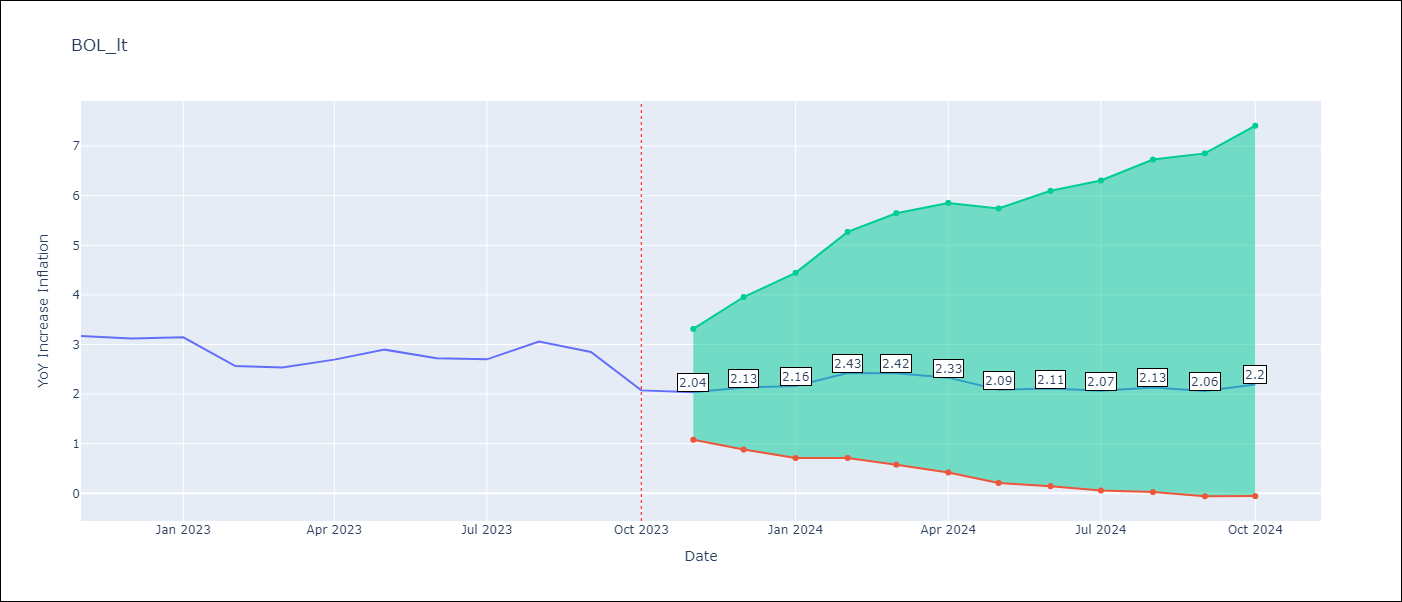 BOL_lt
YoY Increase Inflation
7
6
5
4
3
2
1
0
2.04
2.13
2.16
2.43
2.42
2.33
2.09
2.11
2.07
2.13
2.06
2.2
Jan 2023
Apr 2023
Jul 2023
Oct 2023
Jan 2024
Apr 2024
Jul 2024
Oct 2024
Date